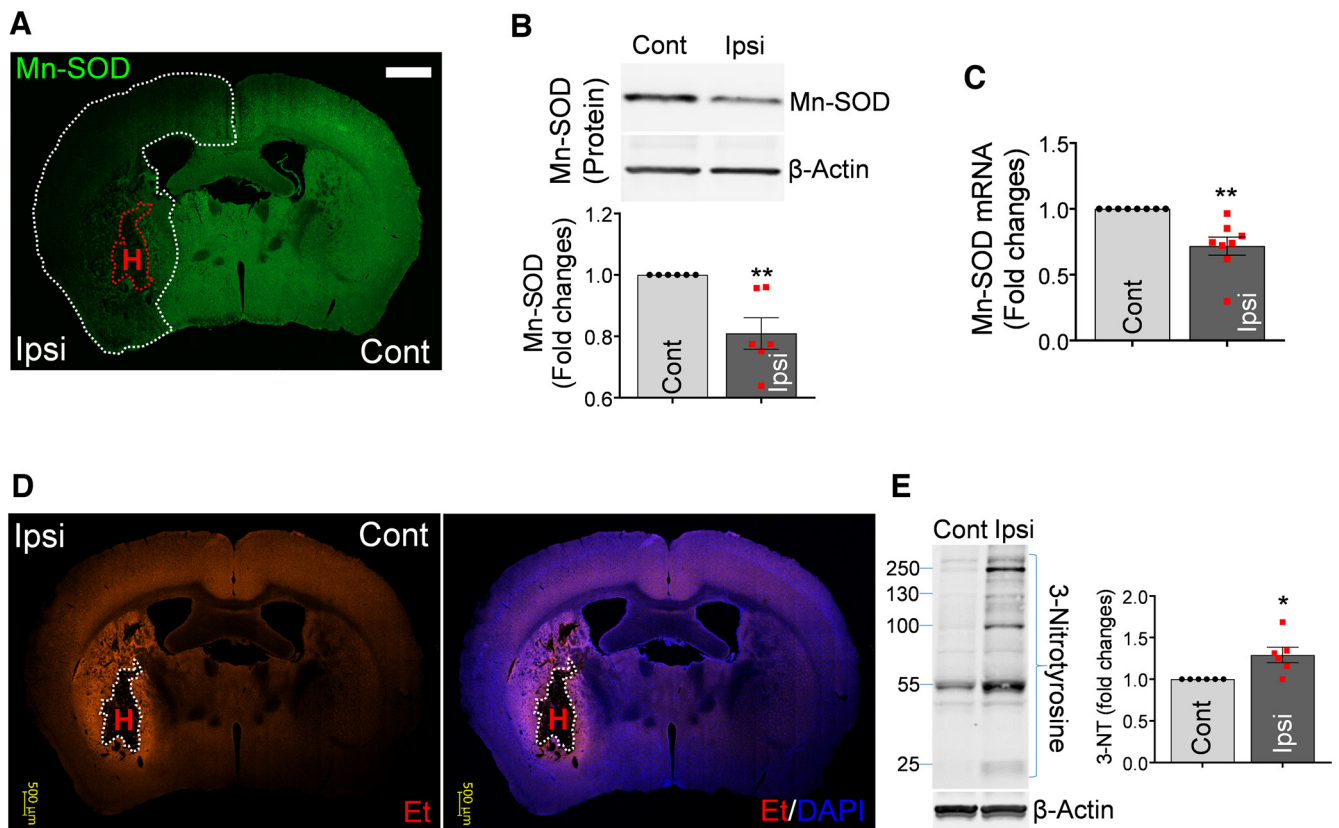 A
Mn-SOD
H
Ipsi
Cont
B
Cont Ipsi
Mn-SOD
(Protein)
Mn-SOD
β-Actin
Mn-SOD
(Fold changes)
1.2
1.0
0.8
0.6
**
Cont
Ipsi
C
Mn-SOD mRNA
(Fold changes)
1.5
1.0
0.5
0.0
**
Cont
Ipsi
D
Ipsi
Cont
H
500 µm
Et
H
500 µm
Et/DAPI
E
Cont Ipsi
250
130
100
55
25
3-Nitrotyrosine
β-Actin
3-NT (fold changes)
2.0
1.5
1.0
0.5
0.0
*
Cont
Ipsi